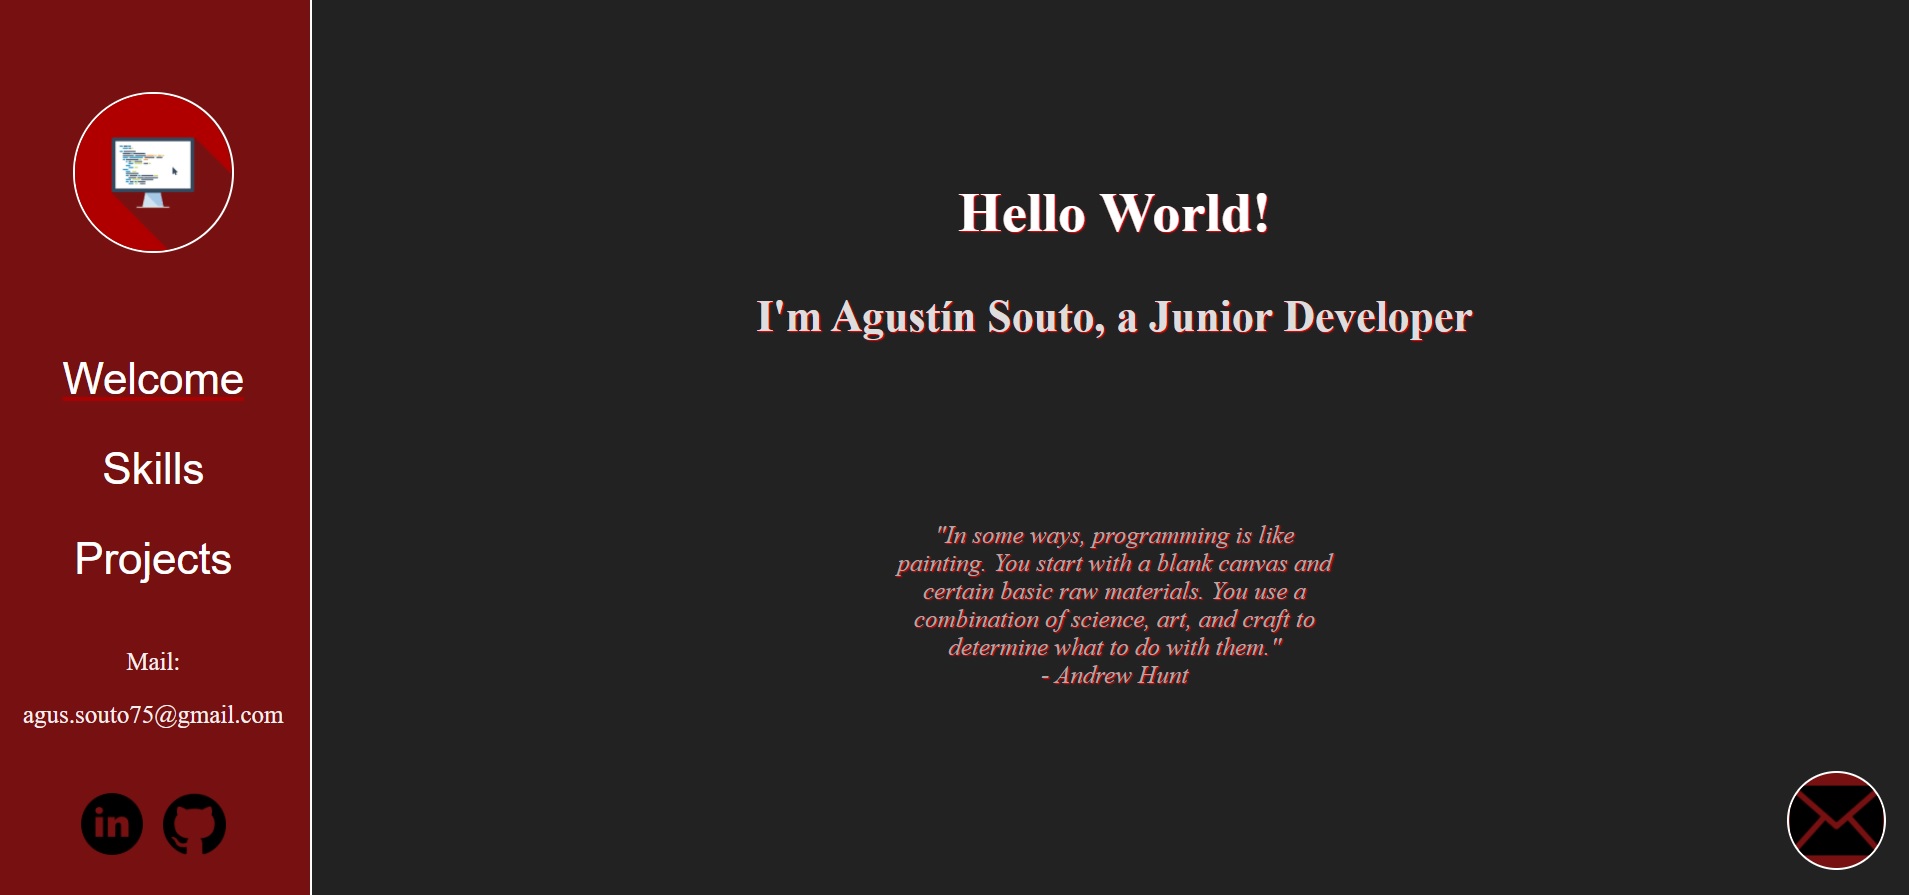 Welcome
Skills
Projects
Mail:
agus.souto75@gmail.com
in
Hello World!
I'm Agustín Souto, a Junior Developer
"In some ways, programming is like
painting. You start with a blank canvas and
certain basic raw materials. You use a
combination of science, art, and craft to
determine what to do with them."
- Andrew Hunt